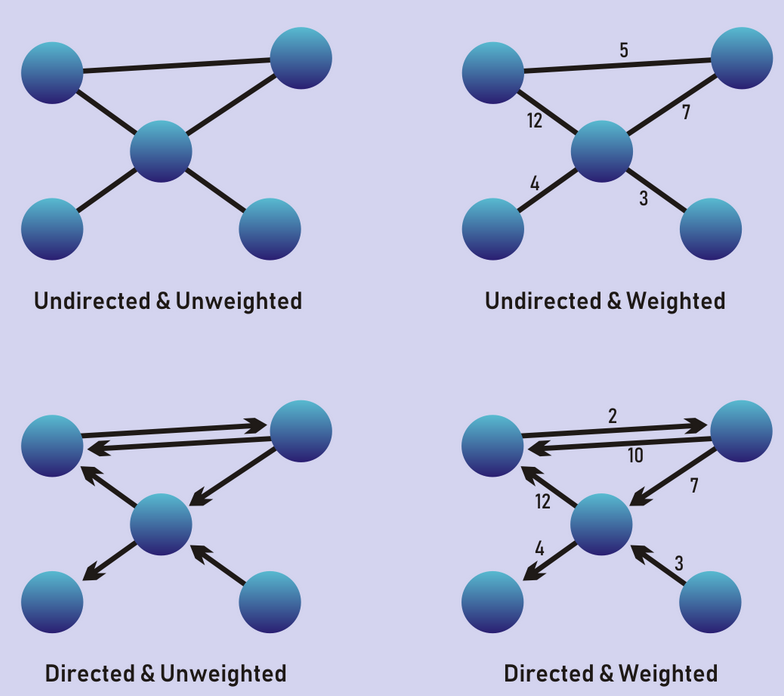 5
12
7
4
3
Undirected & Unweighted
Undirected & Weighted
2
10
7
12
4
3
Directed & Unweighted
Directed & Weighted